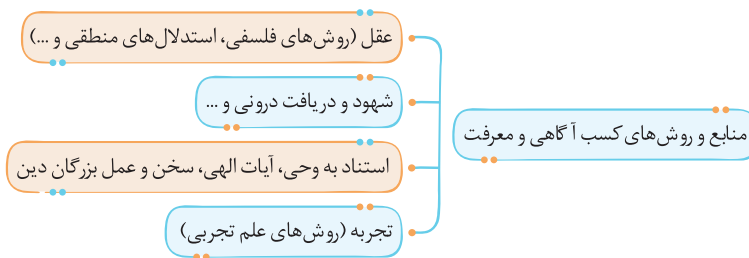 منابع و روش‌های کسب آگاهی و معرفت
عقل (روش‌های فلسفی، استدلال‌های منطقی و ...)
شهود و دریافت درونی و ...
استناد به وحی، آیات الهی، سخن و عمل بزرگان دین
تجربه (روش‌های علم تجربی)